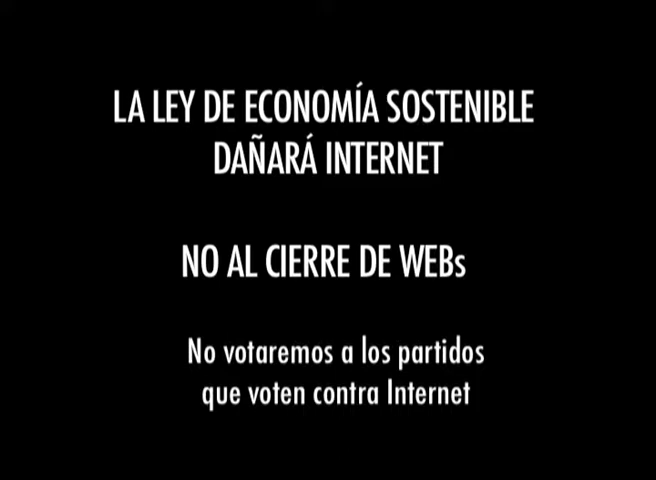 LA LEY DE ECONOMÍA SOSTENIBLE
DAÑARÁ INTERNET
NO AL CIERRE DE WEBs
No votaremos a los partidos
que voten contra Internet